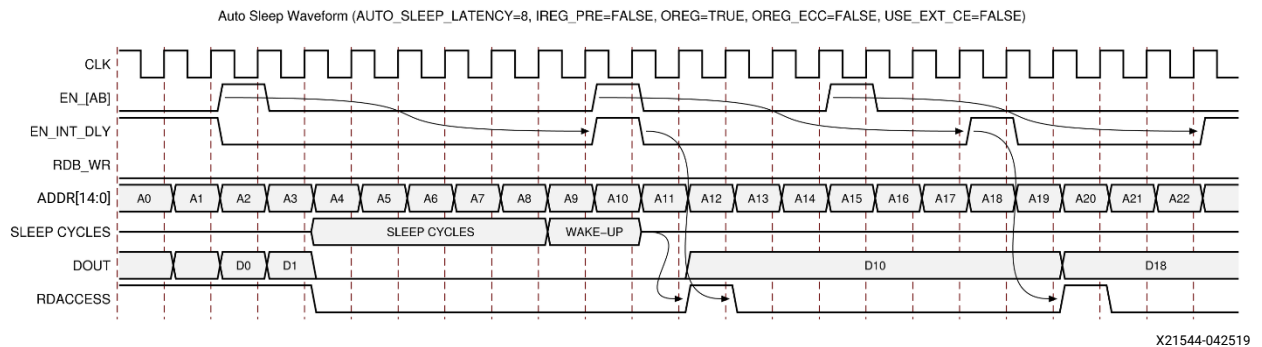 Auto Sleep Waveform (AUTO_SLEEP_LATENCY=8, IREG_PRE=FALSE, OREG=TRUE, OREG_ECC=FALSE, USE_EXT_CE=FALSE)
CLK
EN_[AB]
EN_INT_DLY
RDB_WR
ADDR[14:0] A0 A1 A2 A3 A4 A5 A6 A7 A8 A9 A10 A11 A12 A13 A14 A15 A16 A17 A18 A19 A20 A21 A22
SLEEP CYCLES SLEEP CYCLES WAKE–UP
DOUT D0 D1 D10 D18
RDACCESS
X21544-042519